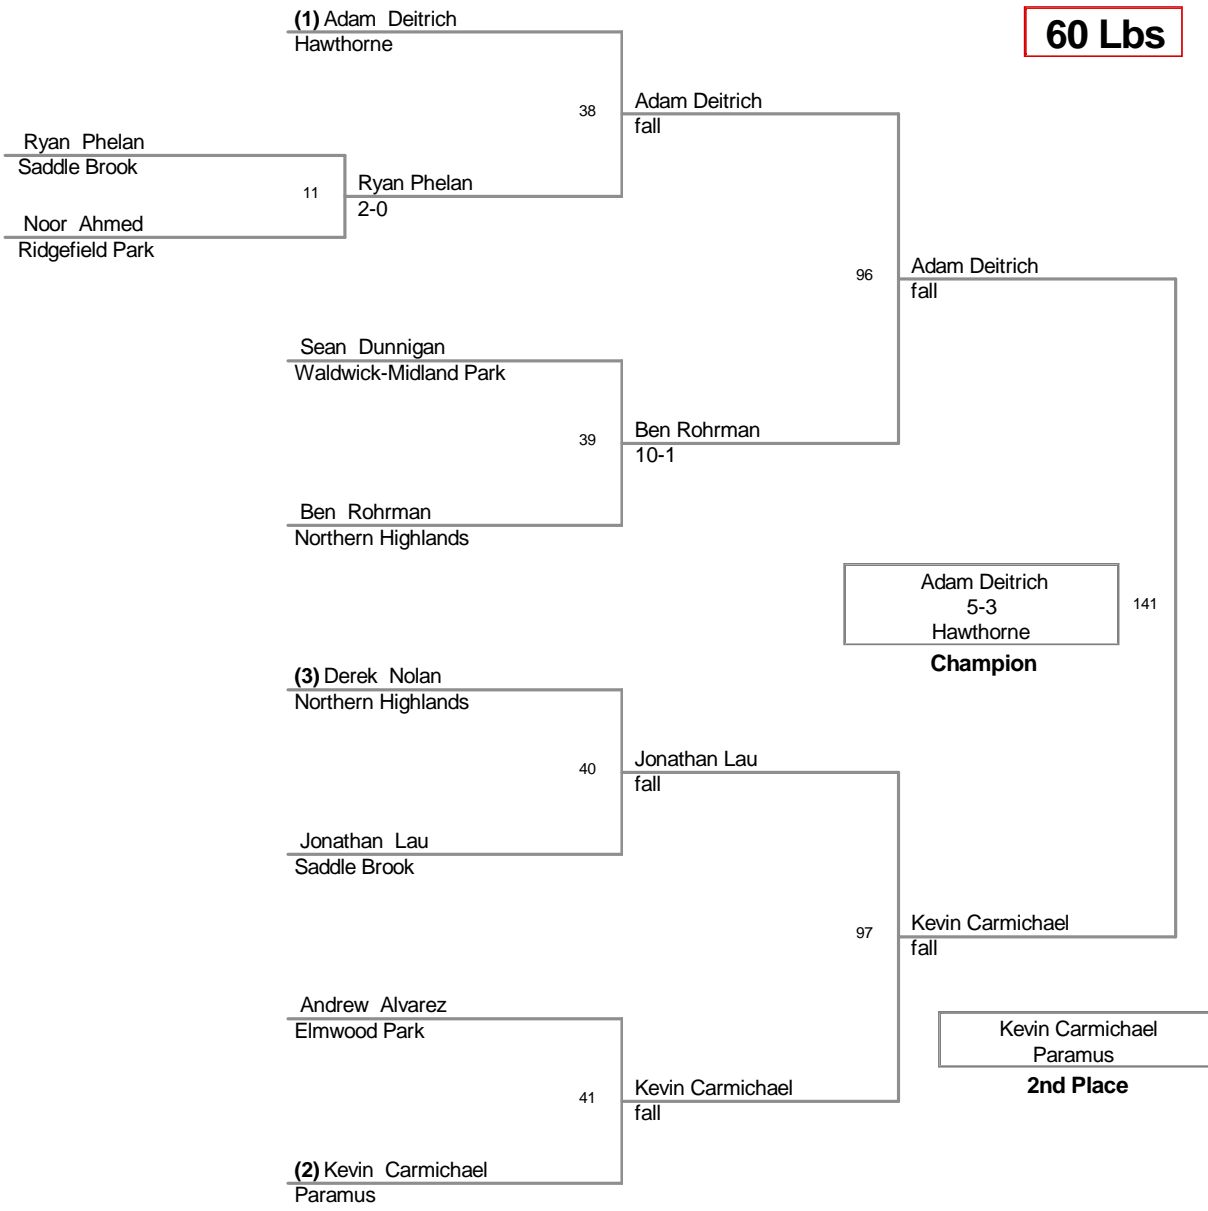 (1) Adam Deitrich
Hawthorne
60 Lbs
38
Adam Deitrich
fall
Ryan Phelan
Saddle Brook
11
Ryan Phelan
2-0
Noor Ahmed
Ridgefield Park
96
Adam Deitrich
fall
Sean Dunnigan
Waldwick-Midland Park
39
Ben Rohrman
10-1
Ben Rohrman
Northern Highlands
Adam Deitrich
5-3
Hawthorne
141
Champion
(3) Derek Nolan
Northern Highlands
40
Jonathan Lau
fall
Jonathan Lau
Saddle Brook
97
Kevin Carmichael
fall
Andrew Alvarez
Elmwood Park
Kevin Carmichael
Paramus
2nd Place
41
Kevin Carmichael
fall
(2) Kevin Carmichael
Paramus